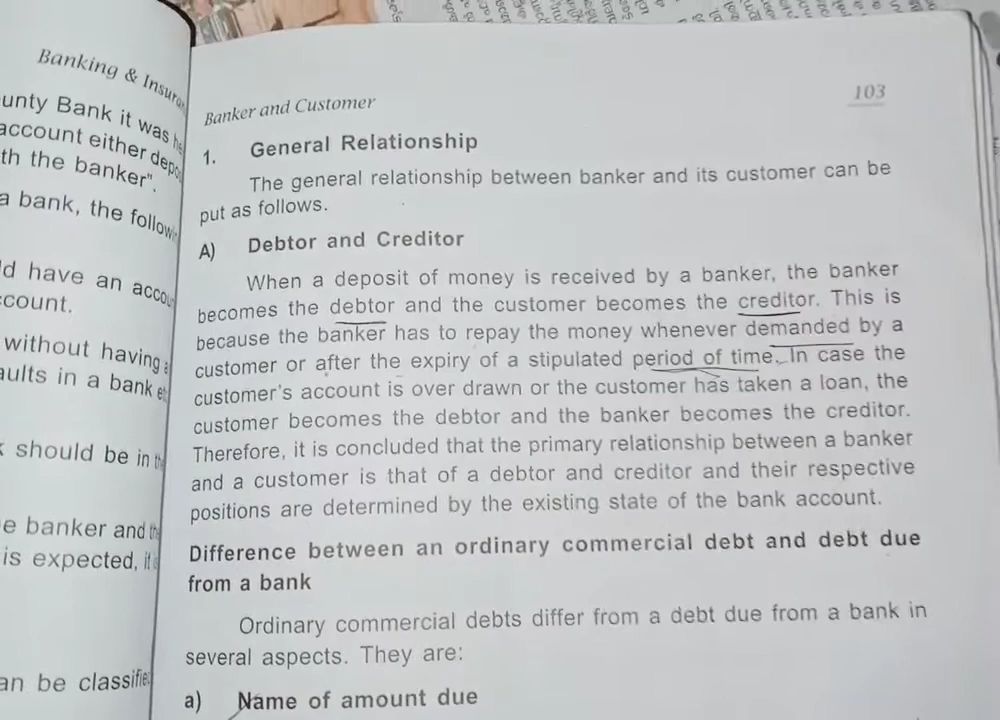 Banking &
unty Bank it was
account either
th the banker".
a bank, the
d have an
count.
without having
aults in a bank
should be in
e banker and
is expected, it
an be
Banker and Customer
103
1. General Relationship
The general relationship between banker and its customer can be
put as follows.
A) Debtor and Creditor
When a deposit of money is received by a banker, the banker
becomes the debtor and the customer becomes the creditor. This is
because the banker has to repay the money whenever demanded by a
customer or after the expiry of a stipulated period of time. In case the
customer's account is over drawn or the customer has taken a loan, the
customer becomes the debtor and the banker becomes the creditor.
Therefore, it is concluded that the primary relationship between a banker
and a customer is that of a debtor and creditor and their respective
positions are determined by the existing state of the bank account.
Difference between an ordinary commercial debt and debt due
from a bank
Ordinary commercial debts differ from a debt due from a bank in
several aspects. They are:
a) Name of amount due